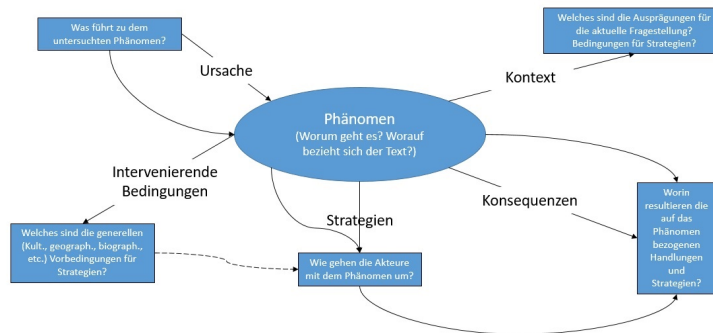 Was führt zu dem
untersuchten Phänomen?
Welches sind die Ausprägungen für
die aktuelle Fragestellung?
Bedingungen für Strategien?
Ursache
Kontext
Phänomen
(Worum geht es? Worauf
bezieht sich der Text?)
Intervenierende
Bedingungen
Konsequenzen
Strategien
Welches sind die generellen
(Kult., geograph., biograph.,
etc.) Vorbedingungen für
Strategien?
Wie gehen die Akteure
mit dem Phänomen um?
Worin
resultieren die
auf das
Phänomen
bezogenen
Handlungen
und
Strategien?